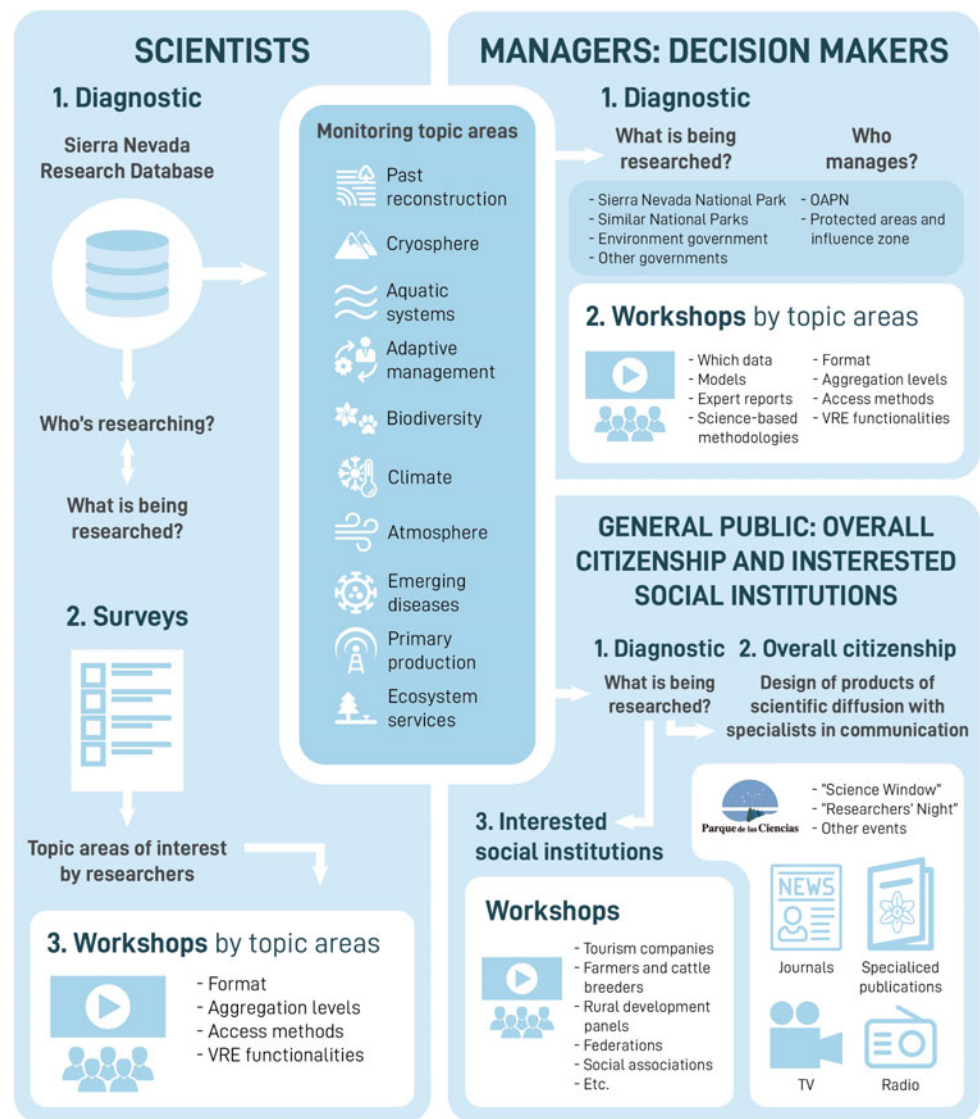 SCIENTISTS
1. Diagnostic
Sierra Nevada
Research Database
Who's researching?
What is being
researched?
2. Surveys
Topic areas of interest
by researchers
3. Workshops by topic areas
- Format
- Aggregation levels
- Access methods
- VRE functionalities
Monitoring topic areas
Past
reconstruction
Cryosphere
Aquatic
systems
Adaptive
management
Biodiversity
Climate
Atmosphere
Emerging
diseases
Primary
production
Ecosystem
services
MANAGERS: DECISION MAKERS
1. Diagnostic
What is being
researched?
- Sierra Nevada National Park
- Similar National Parks
- Environment government
- Other governments
Who
manages?
- OAPN
- Protected areas and
influence zone
2. Workshops by topic areas
- Which data
- Models
- Expert reports
- Science-based
methodologies
- Format
- Aggregation levels
- Access methods
- VRE functionalities
GENERAL PUBLIC: OVERALL
CITIZENSHIP AND INSTERESTED
SOCIAL INSTITUTIONS
1. Diagnostic
What is being
researched?
2. Overall citizenship
Design of products of
scientific diffusion with
specialists in communication
Parque de las Ciencias
- "Science Window"
- "Researchers' Night"
- Other events
NEWS
Journals
Specialiced
publications
TV
Radio
3. Interested
social institutions
Workshops
- Tourism companies
- Farmers and cattle
breeders
- Rural development
panels
- Federations
- Social associations
- Etc.